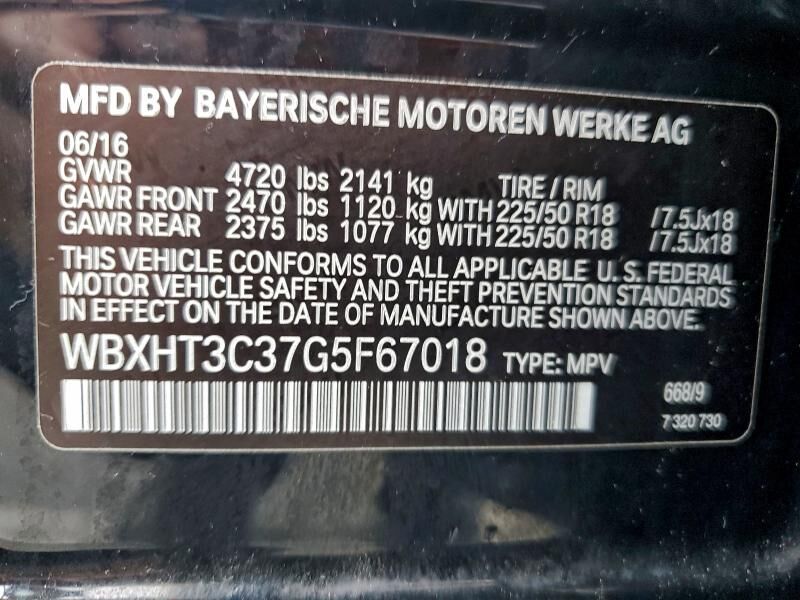 MFD BY BAYERISCHE MOTOREN WERKE AG
06/16
GVWR 4720 lbs 2141 kg TIRE / RIM
GAWR FRONT 2470 lbs 1120 kg WITH 225/50 R18 /7.5Jx18
GAWR REAR 2375 lbs 1077 kg WITH 225/50 R18 /7.5Jx18
THIS VEHICLE CONFORMS TO ALL APPLICABLE U.S. FEDERAL
MOTOR VEHICLE SAFETY AND THEFT PREVENTION STANDARDS
IN EFFECT ON THE DATE OF MANUFACTURE SHOWN ABOVE.
WBXHT3C37G5F67018 TYPE: MPV
668/9
7 320 730